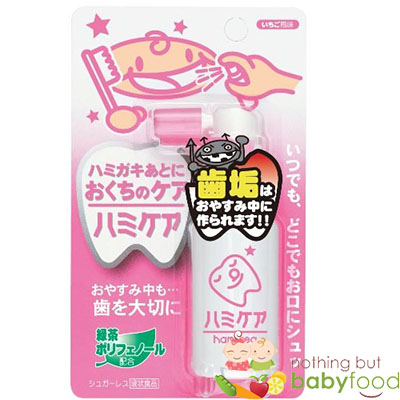 いちご風味
ハミガキあとに
おくちのケア
ハミケア
歯垢は
おやすみ中に
作られます!!
いつでも、どこでもお口にシュ
おやすみ中も…
歯を大切に
緑茶
ポリフェノール
配合
シュガーレス 液状食品
ハミケア
nothing but
babyfood